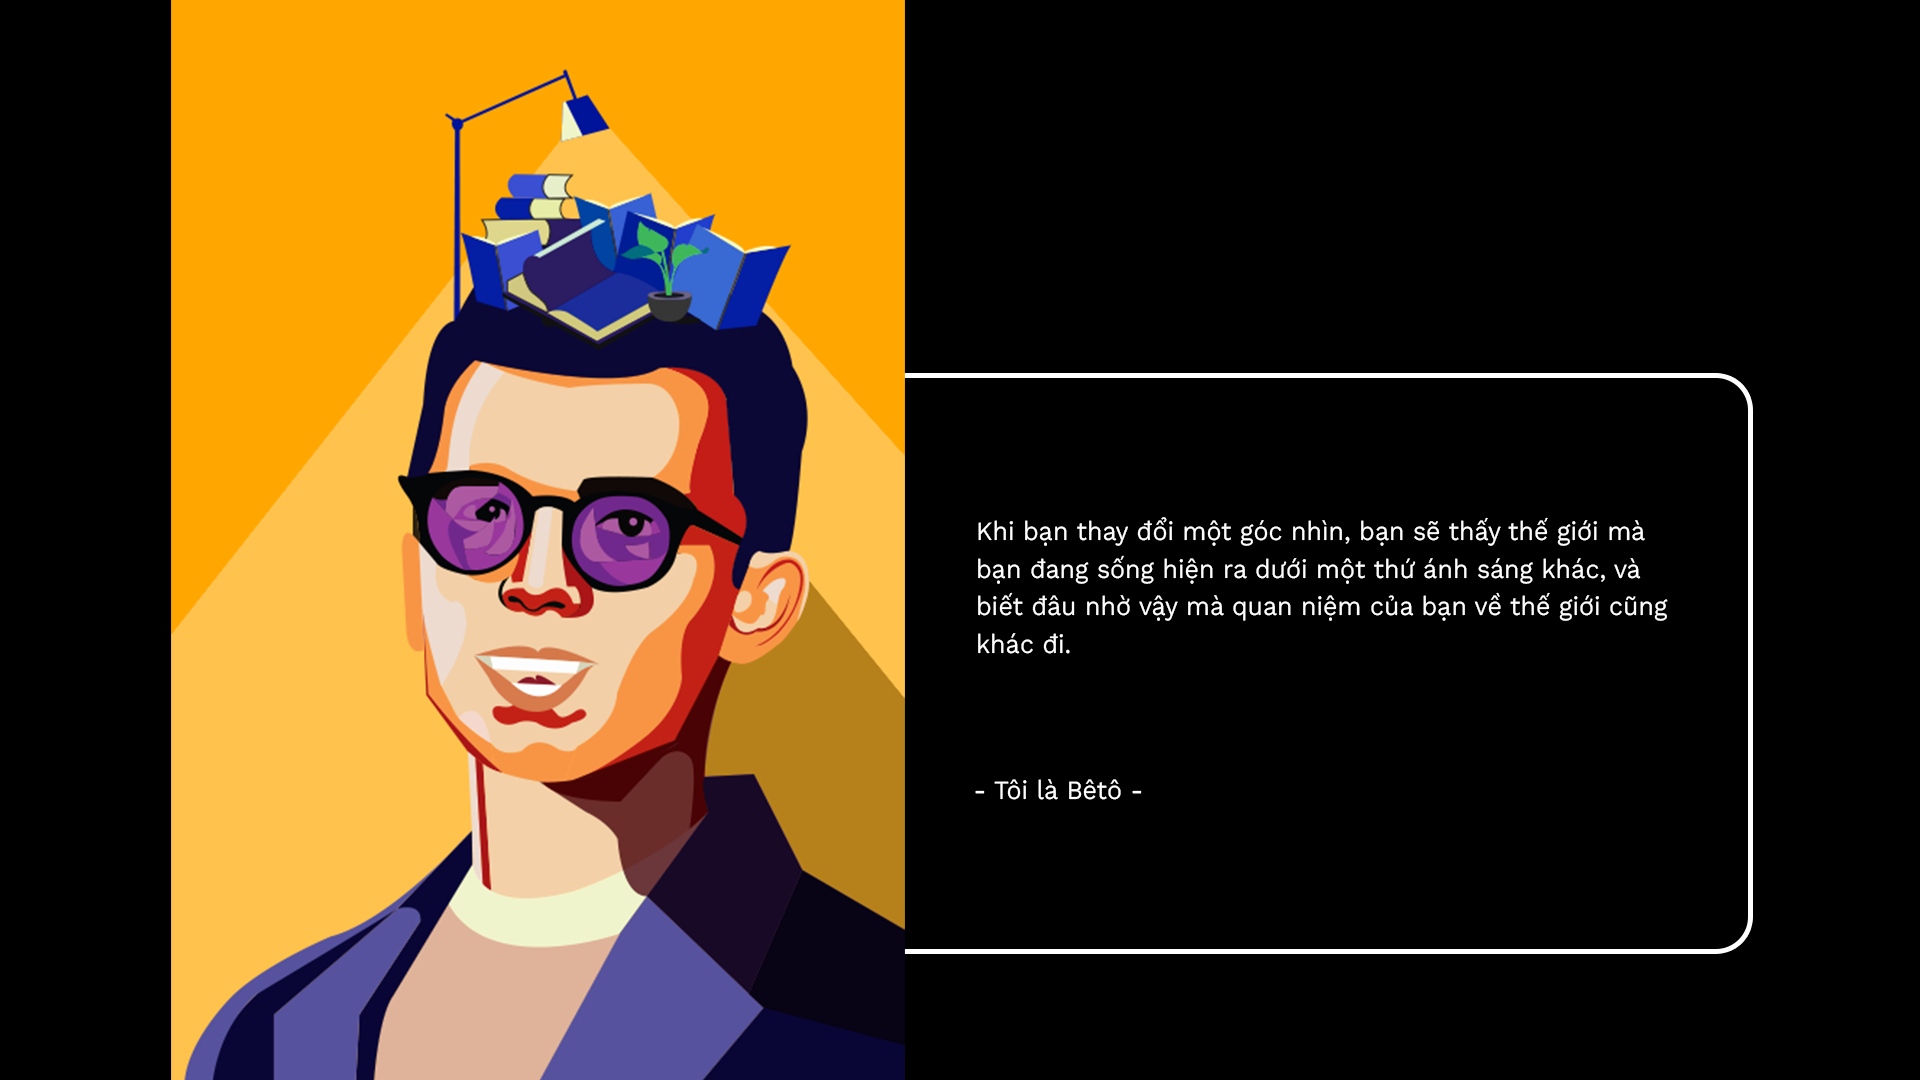 Khi bạn thay đổi một góc nhìn, bạn sẽ thấy thế giới mà
bạn đang sống hiện ra dưới một thứ ánh sáng khác, và
biết đâu nhờ vậy mà quan niệm của bạn về thế giới cũng
khác đi.
- Tôi là Bêtô -